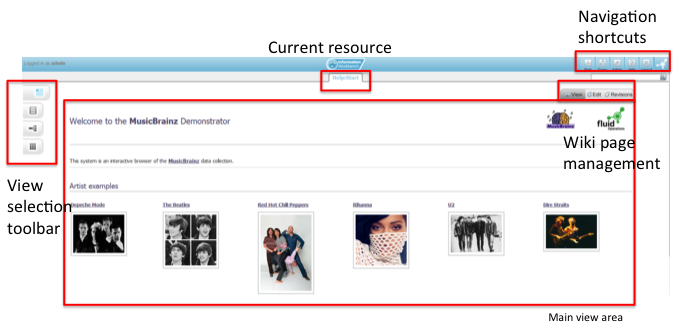 Navigation
shortcuts
Current resource
Logged in as admin
Information
Workbench
Help:Start
View Edit Revisions
Welcome to the MusicBrainz Demonstrator
MusicBrainz
fluid
Operations
Wiki page
management
This system is an interactive browser of the MusicBrainz data collection.
View
selection
toolbar
Artist examples
Depeche Mode The Beatles Red Hot Chili Peppers Rihanna U2 Dire Straits
Main view area